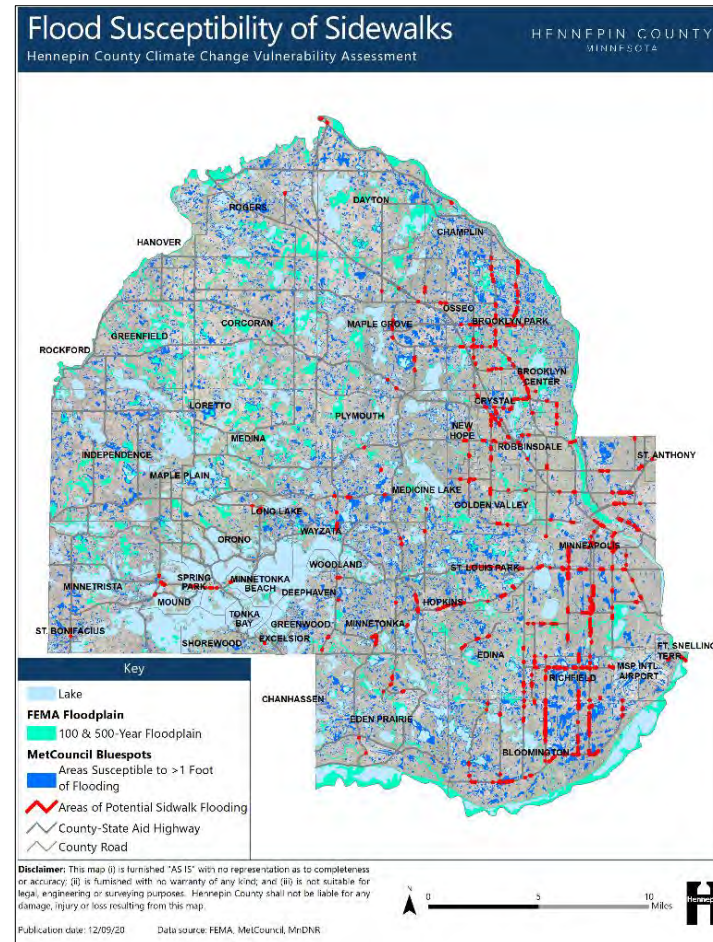 Flood Susceptibility of Sidewalks
HENNEPIN COUNTY
MINNESOTA
Hennepin County Climate Change Vulnerability Assessment
ROGERS
DAYTON
CHAMPLIN
HANOVER
OSSEO
CORCORAN
MAPLE GROVE
BROOKLYN PARK
GREENFIELD
ROCKFORD
BROOKLYN
CENTER
LORETTO
CRYSTAL
PLYMOUTH
NEW
HOPE
MEDINA
ROBBINSDALE
INDEPENDENCE
ST. ANTHONY
MAPLE PLAIN
MEDICINE LAKE
GOLDEN VALLEY
LONG LAKE
WAYZATA
ORONO
MINNEAPOLIS
WOODLAND
ST. LOUIS PARK
SPRING
PARK
MINNETONKA
BEACH
MINNETRISTA
DEEPHAVEN
MOUND
HOPKINS
TONKA
BAY
GREENWOOD
MINNETONKA
ST. BONIFACIUS
SHOREWOOD
EXCELSIOR
EDINA
FT. SNELLING
TERR.
MSP INTL.
AIRPORT
RICHFIELD
CHANHASSEN
EDEN PRAIRIE
BLOOMINGTON
Key
Lake
FEMA Floodplain
100 & 500-Year Floodplain
MetCouncil Bluespots
Areas Susceptible to >1 Foot
of Flooding
Areas of Potential Sidwalk Flooding
County-State Aid Highway
County Road
Disclaimer: This map (i) is furnished "AS IS" with no representation as to completeness
or accuracy; (ii) is furnished with no warranty of any kind; and (iii) is not suitable for
legal, engineering or surveying purposes. Hennepin County shall not be liable for any
damage, injury or loss resulting from this map.
Publication date: 12/09/20 Data source: FEMA, MetCouncil, MnDNR
N
0 5 10
Miles
Hennepin